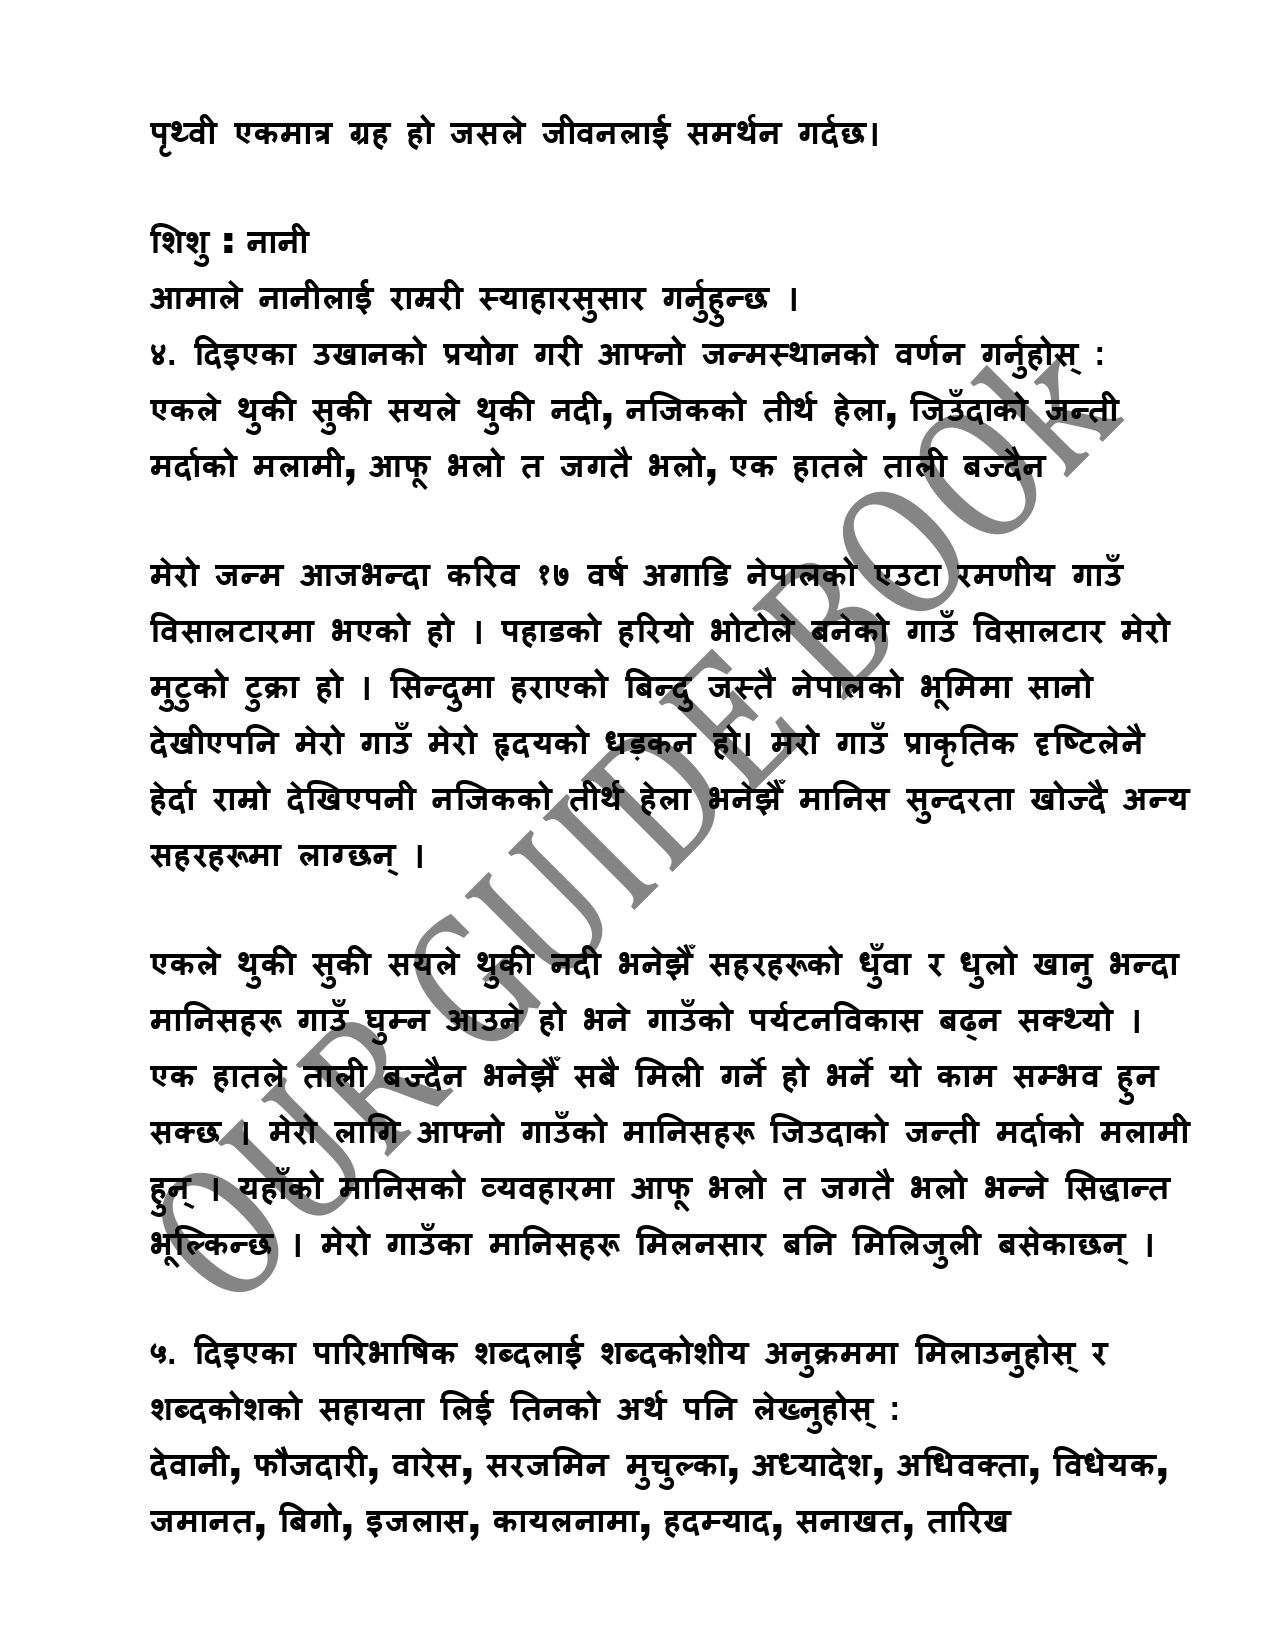 पृथ्वी एकमात्र ग्रह हो जसले जीवनलाई समर्थन गर्दछ।
शिशु : नानी
आमाले नानीलाई राम्ररी स्याहारसुसार गर्नुहुन्छ ।
४. दिइएका उखानको प्रयोग गरी आफ्नो जन्मस्थानको वर्णन गर्नुहोस् :
एकले थुकी सुकी सयले थुकी नदी, नजिकको तीर्थ हेला, जिउँदाको जन्ती
मर्दाको मलामी, आफू भलो त जगतै भलो, एक हातले ताली बज्दैन
मेरो जन्म आजभन्दा करिव १७ वर्ष अगाडि नेपालको एउटा रमणीय गाउँ
विसालटारमा भएको हो । पहाडको हरियो भोटोले बनेको गाउँ विसालटार मेरो
मुटुको टुक्रा हो । सिन्दुमा हराएको बिन्दु जस्तै नेपालको भूमिमा सानो
देखीएपनि मेरो गाउँ मेरो हृदयको धड़कन हो। मरो गाउँ प्राकृतिक दृष्टिलेनै
हेर्दा राम्रो देखिएपनी नजिकको तीर्थ हेला भनेझैँ मानिस सुन्दरता खोज्दै अन्य
सहरहरूमा लाग्छन् ।
एकले थुकी सुकी सयले थुकी नदी भनेझैँ सहरहरूको धुँवा र धुलो खानु भन्दा
मानिसहरू गाउँ घुम्न आउने हो भने गाउँको पर्यटनविकास बढ्न सक्थ्यो ।
एक हातले ताली बज्दैन भनेझैँ सबै मिली गर्ने हो भर्ने यो काम सम्भव हुन
सक्छ । मेरो लागि आफ्नो गाउँको मानिसहरू जिउदाको जन्ती मर्दाको मलामी
हुन् । यहाँको मानिसको व्यवहारमा आफू भलो त जगतै भलो भन्ने सिद्धान्त
भूल्किन्छ । मेरो गाउँका मानिसहरू मिलनसार बनि मिलिजुली बसेकाछन् ।
५. दिइएका पारिभाषिक शब्दलाई शब्दकोशीय अनुक्रममा मिलाउनुहोस् र
शब्दकोशको सहायता लिई तिनको अर्थ पनि लेख्नुहोस् :
देवानी, फौजदारी, वारेस, सरजमिन मुचुल्का, अध्यादेश, अधिवक्ता, विधेयक,
जमानत, बिगो, इजलास, कायलनामा, हदम्याद, सनाखत, तारिख
OUR GUIDE BOOk